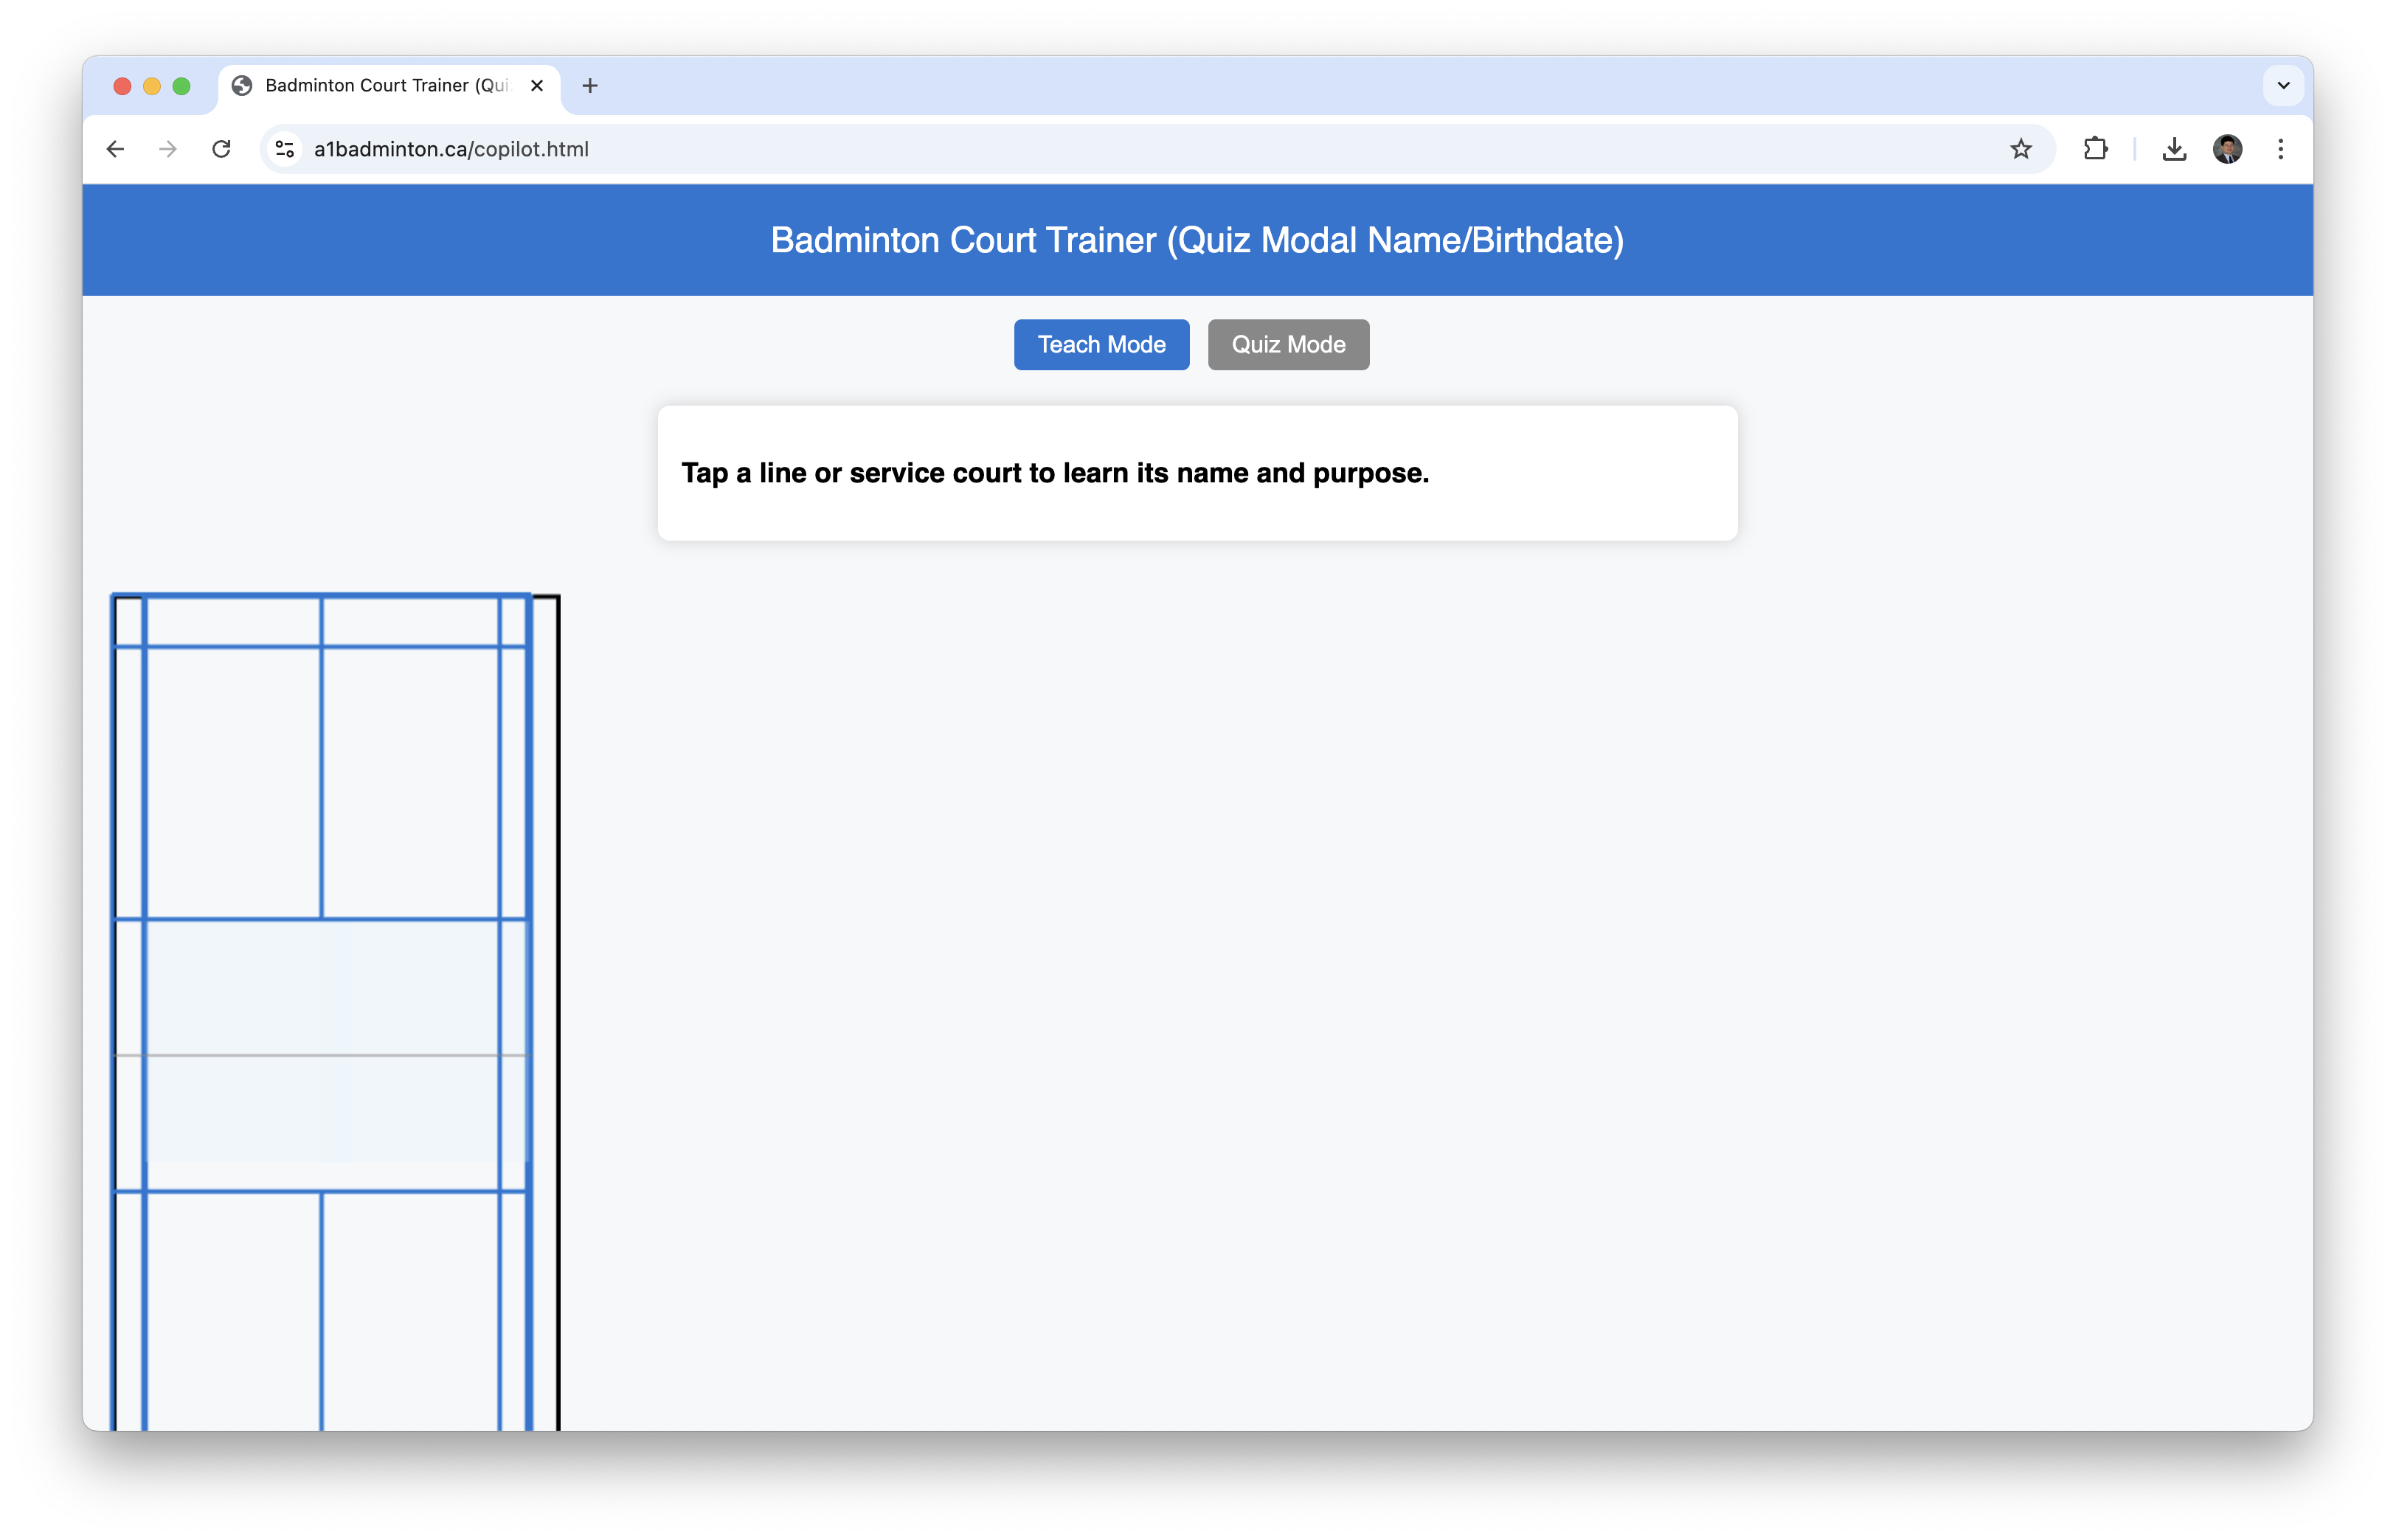 Badminton Court Trainer (Qui
a1badminton.ca/copilot.html
Badminton Court Trainer (Quiz Modal Name/Birthdate)
Teach Mode
Quiz Mode
Tap a line or service court to learn its name and purpose.